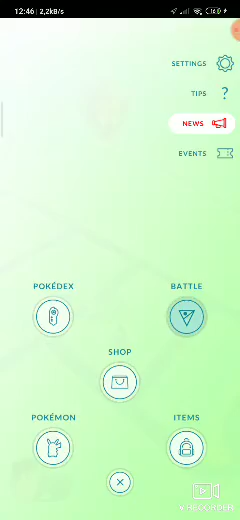 12:46 | 2,2kB/s
SETTINGS
TIPS
NEWS
EVENTS
POKÉDEX
BATTLE
SHOP
POKÉMON
ITEMS